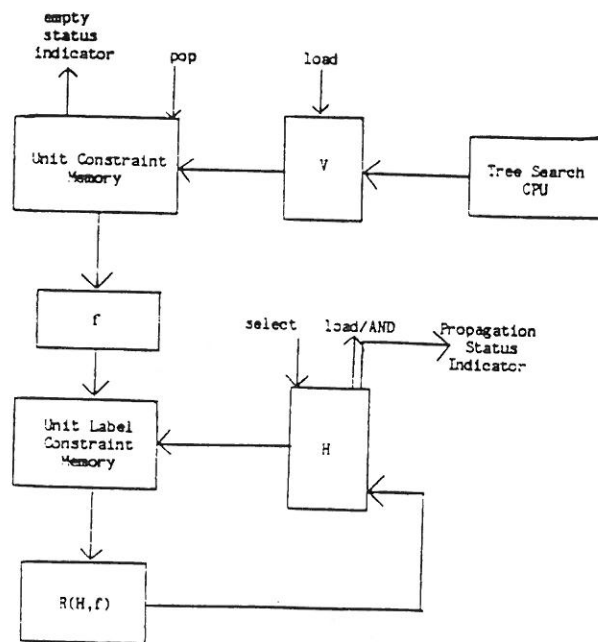 empty
status
indicator
pop
load
Unit Constraint
Memory
V
Tree Search
CPU
f
select
load/AND
Propagation
Status
Indicator
Unit Label
Constraint
Memory
H
R(H,f)